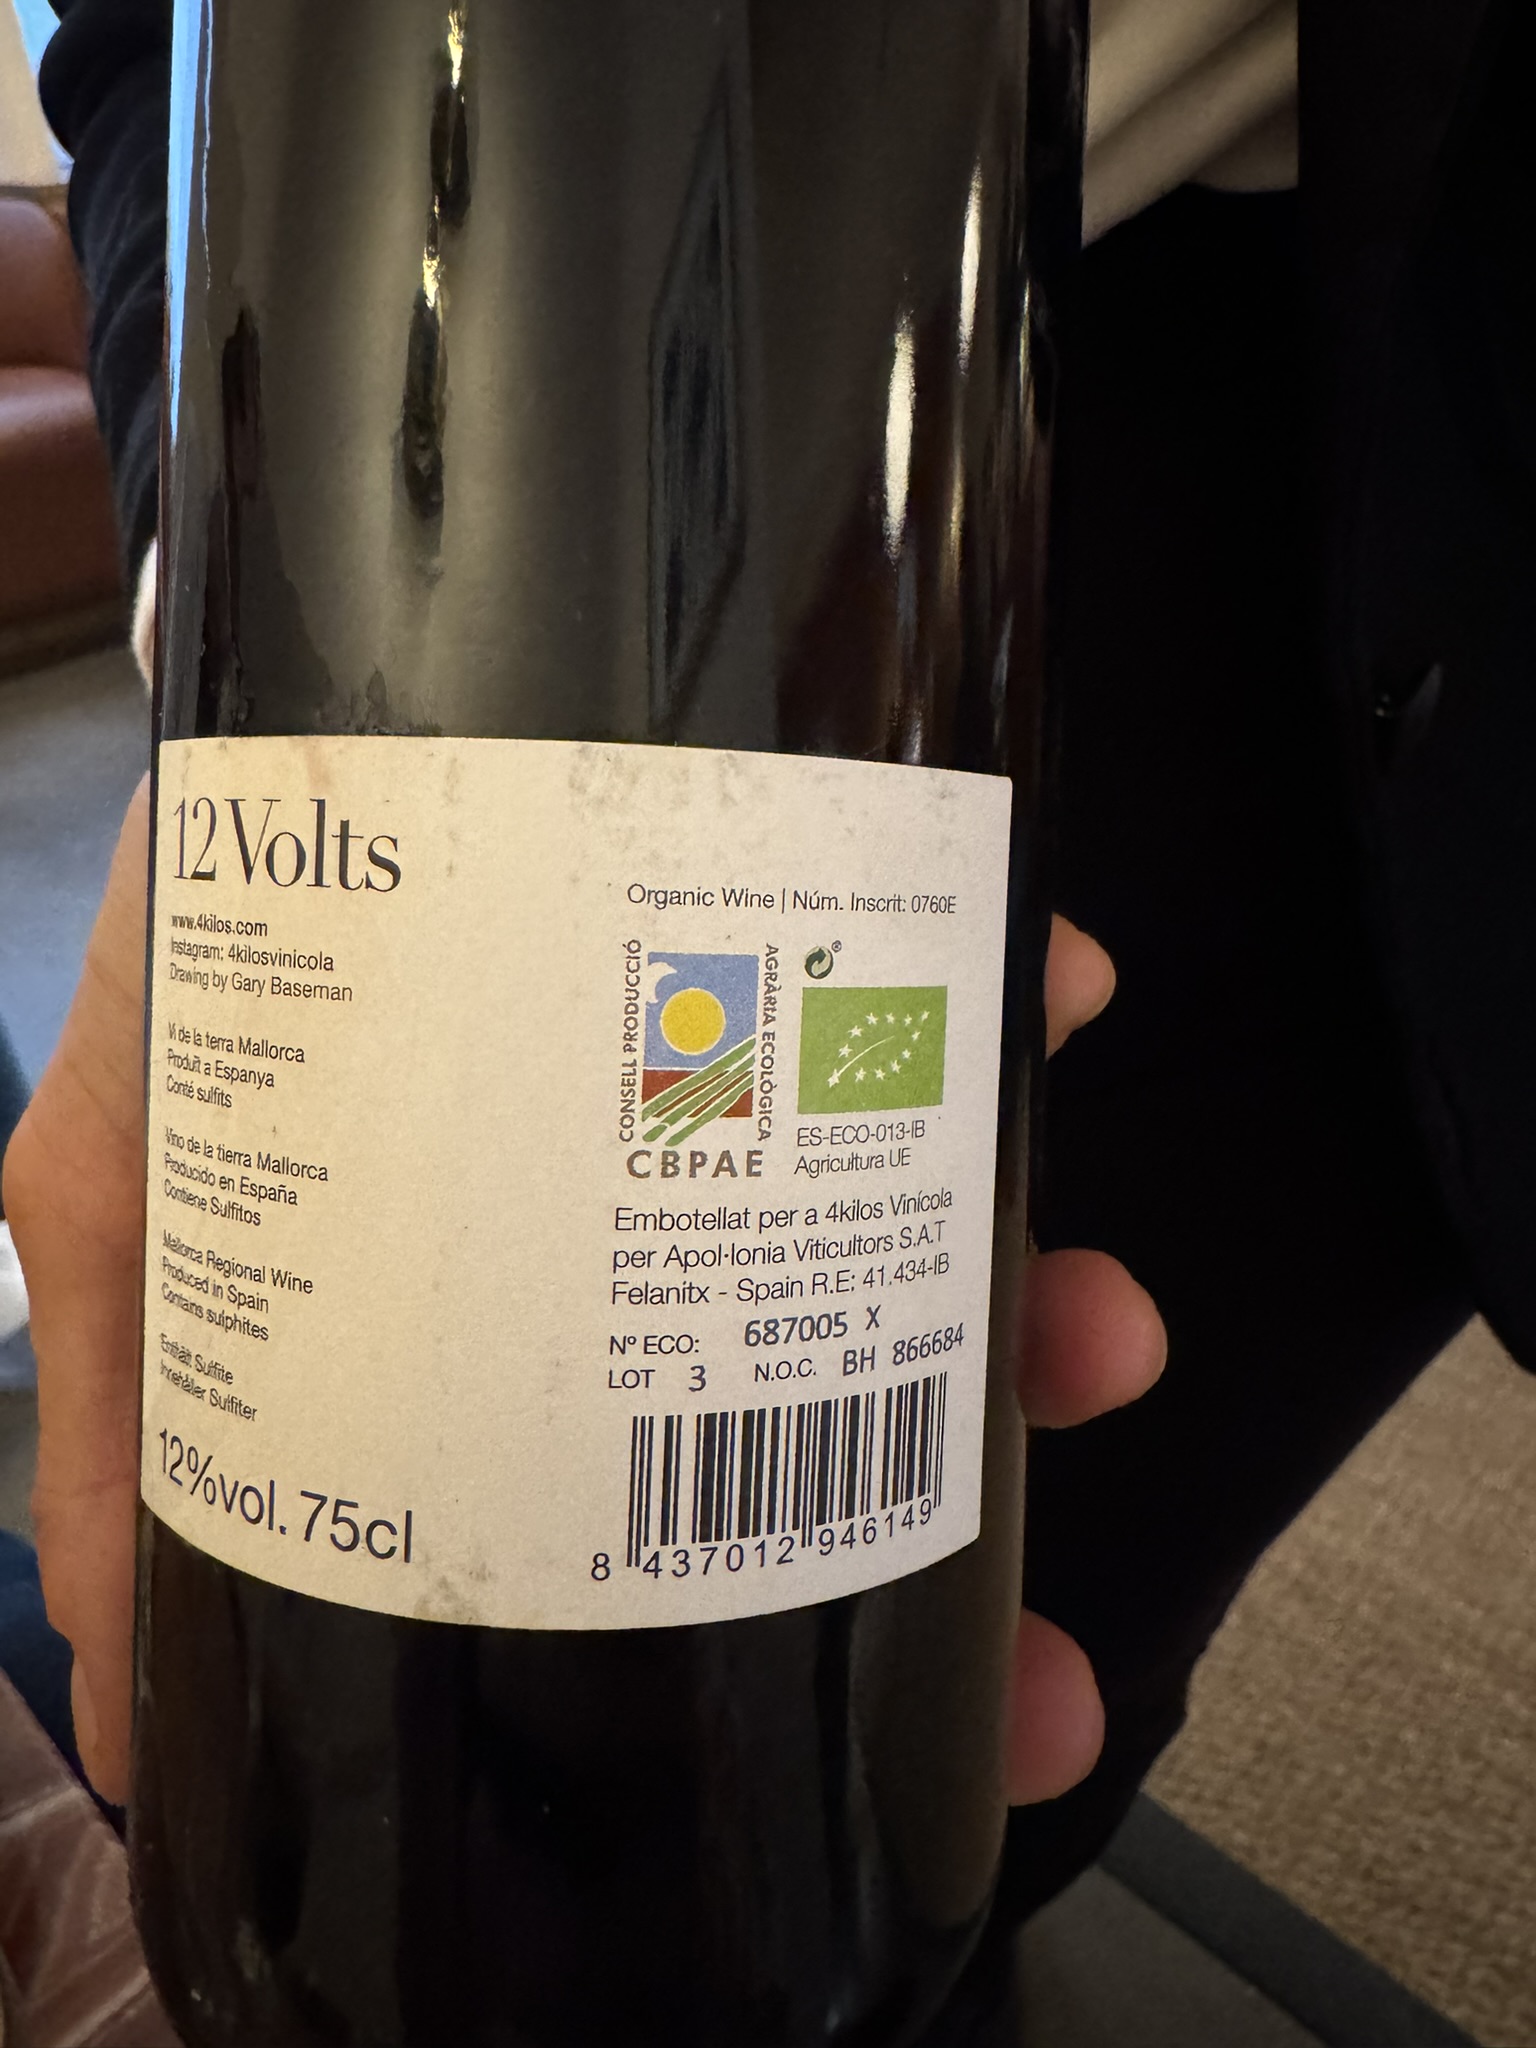 12 Volts
www.4kilos.com
Instagram: 4kilosvinicola
Drawing by Gary Baseman
Vi de la terra Mallorca
Produït a Espanya
Conté sulfits
Vino de la tierra Mallorca
Producido en España
Contiene Sulfitos
Mallorca Regional Wine
Produced in Spain
Contains sulphites
Enthält Sulfite
Innehåller Sulfiter
12%vol. 75cl
Organic Wine | Núm. Inscrit: 0760E
CONSELL PRODUCCIÓ
AGRÀRIA ECOLÒGICA
CBPAE
®
ES-ECO-013-IB
Agricultura UE
Embotellat per a 4kilos Vinícola
per Apol·lonia Viticultors S.A.T
Felanitx - Spain R.E: 41.434-IB
Nº ECO: 687005 X
LOT 3 N.O.C. BH 866684
8 437012 946149